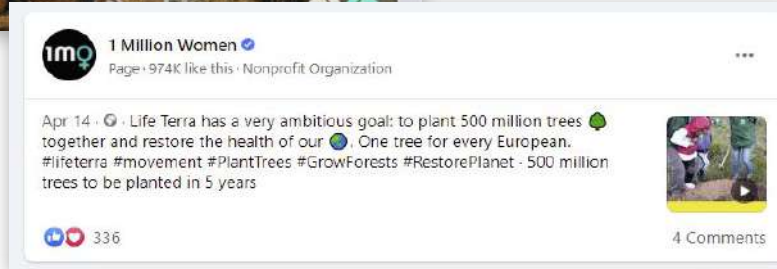 1mo
1 Million Women
Page · 974K like this · Nonprofit Organization
Apr 14 · Life Terra has a very ambitious goal: to plant 500 million trees 🌳
together and restore the health of our 🌍. One tree for every European.
#lifeterra #movement #PlantTrees #GrowForests #RestorePlanet - 500 million
trees to be planted in 5 years
336
4 Comments